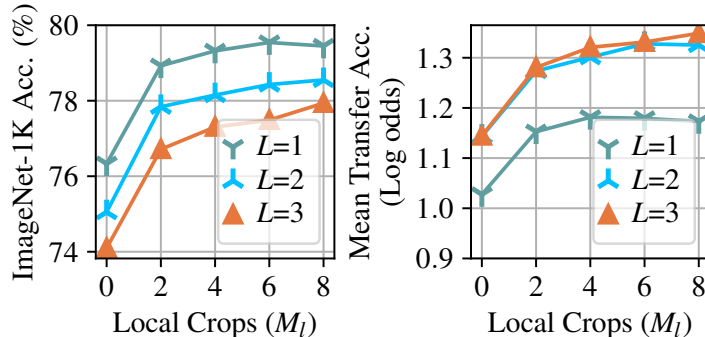 ImageNet-1K Acc. (%)
80
78
76
74
L=1
L=2
L=3
0 2 4 6 8
Local Crops (M_l)
Mean Transfer Acc.
(Log odds)
1.3
1.2
1.1
1.0
0.9
L=1
L=2
L=3
0 2 4 6 8
Local Crops (M_l)